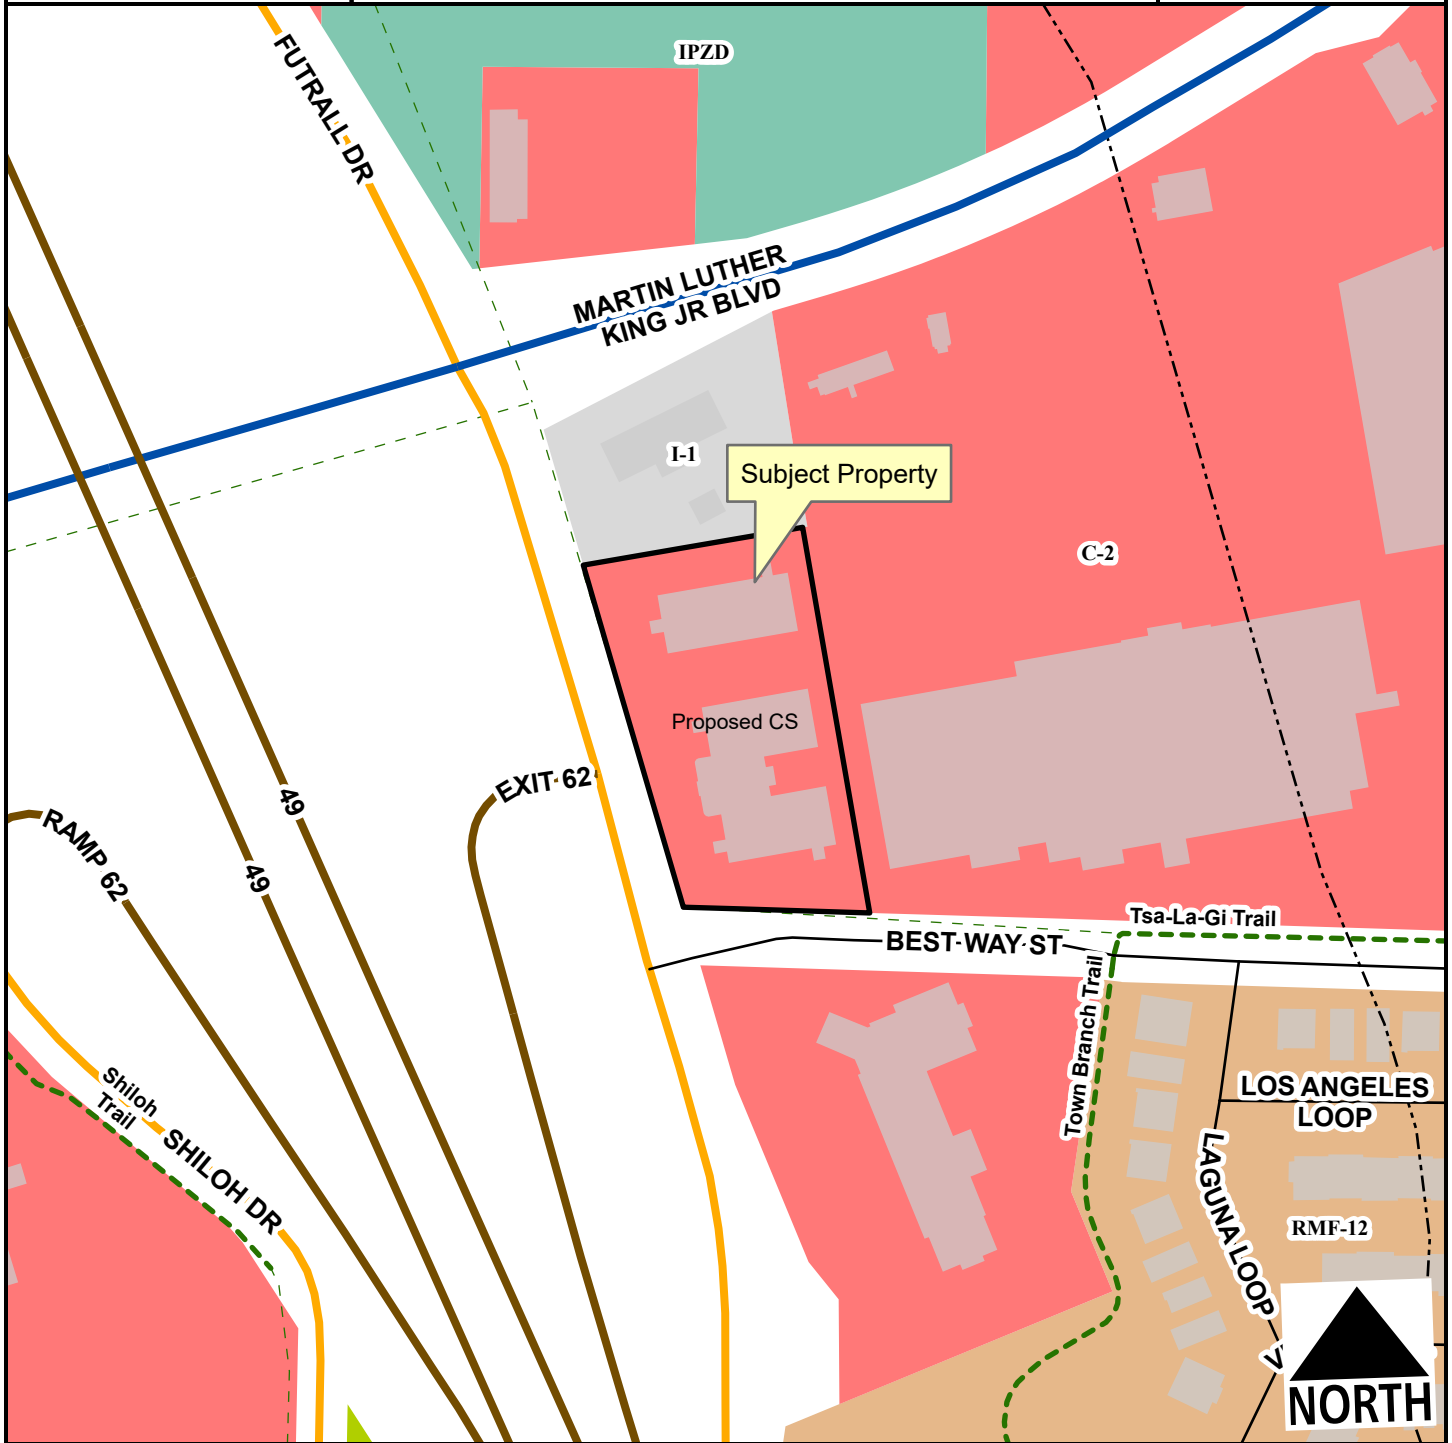 IPZD
FUTRALL DR
MARTIN LUTHER
KING JR BLVD
I-1
Subject Property
C-2
Proposed CS
EXIT 62
49
49
RAMP 62
Tsa-La-Gi Trail
BEST WAY ST
Town Branch Trail
Shiloh
Trail
SHILOH DR
LOS ANGELES
LOOP
LAGUNA LOOP
RMF-12
NORTH